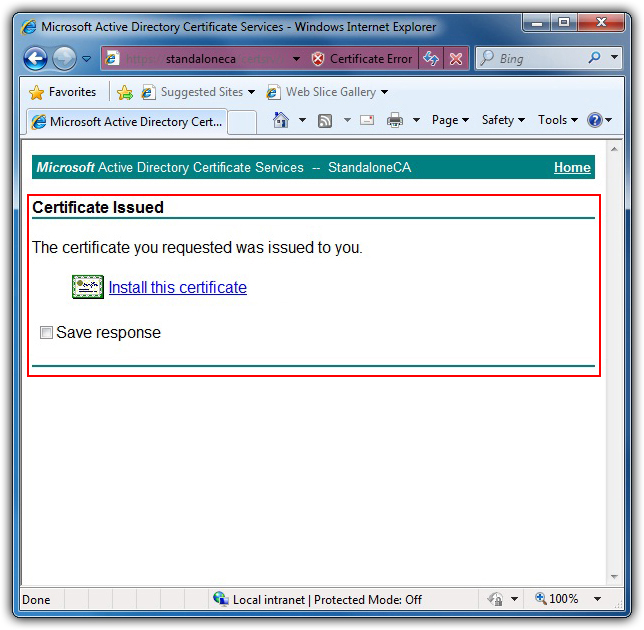 Microsoft Active Directory Certificate Services - Windows Internet Explorer
https://standaloneca Certificate Error Bing
Favorites Suggested Sites Web Slice Gallery
Microsoft Active Directory Cert... Page Safety Tools
Microsoft Active Directory Certificate Services -- StandaloneCA Home
Certificate Issued
The certificate you requested was issued to you.
Install this certificate
Save response
Done Local intranet | Protected Mode: Off 100%